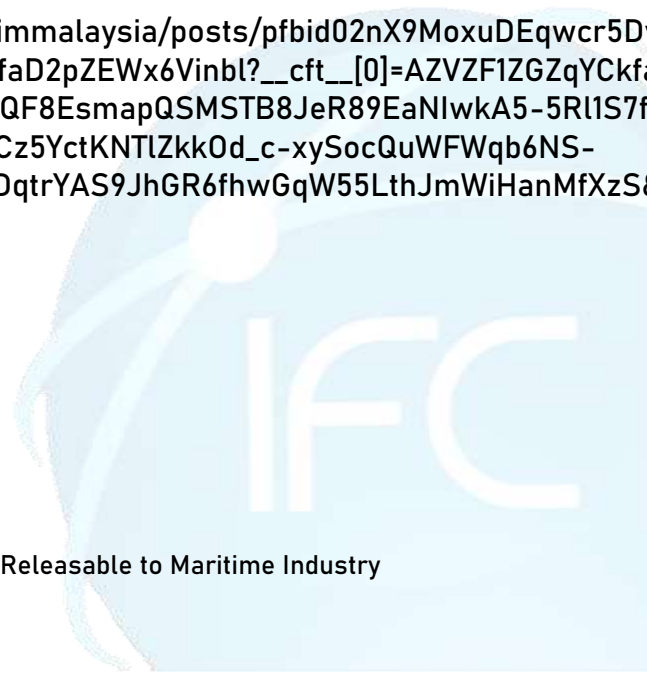 immalaysia/posts/pfbid02nX9MoxuDEqwcr5D
faD2pZEWx6Vinbl?__cft__[0]=AZVZF1ZGZqYCkf
QF8EsmapQSMSTB8JeR89EaNIwkA5-5Rl1S7f
Cz5YctKNTlZkkOd_c-xySocQuWFWqb6NS-
DqtrYAS9JhGR6fhwGqW55LthJmWiHanMfXzS
IFC
Releasable to Maritime Industry